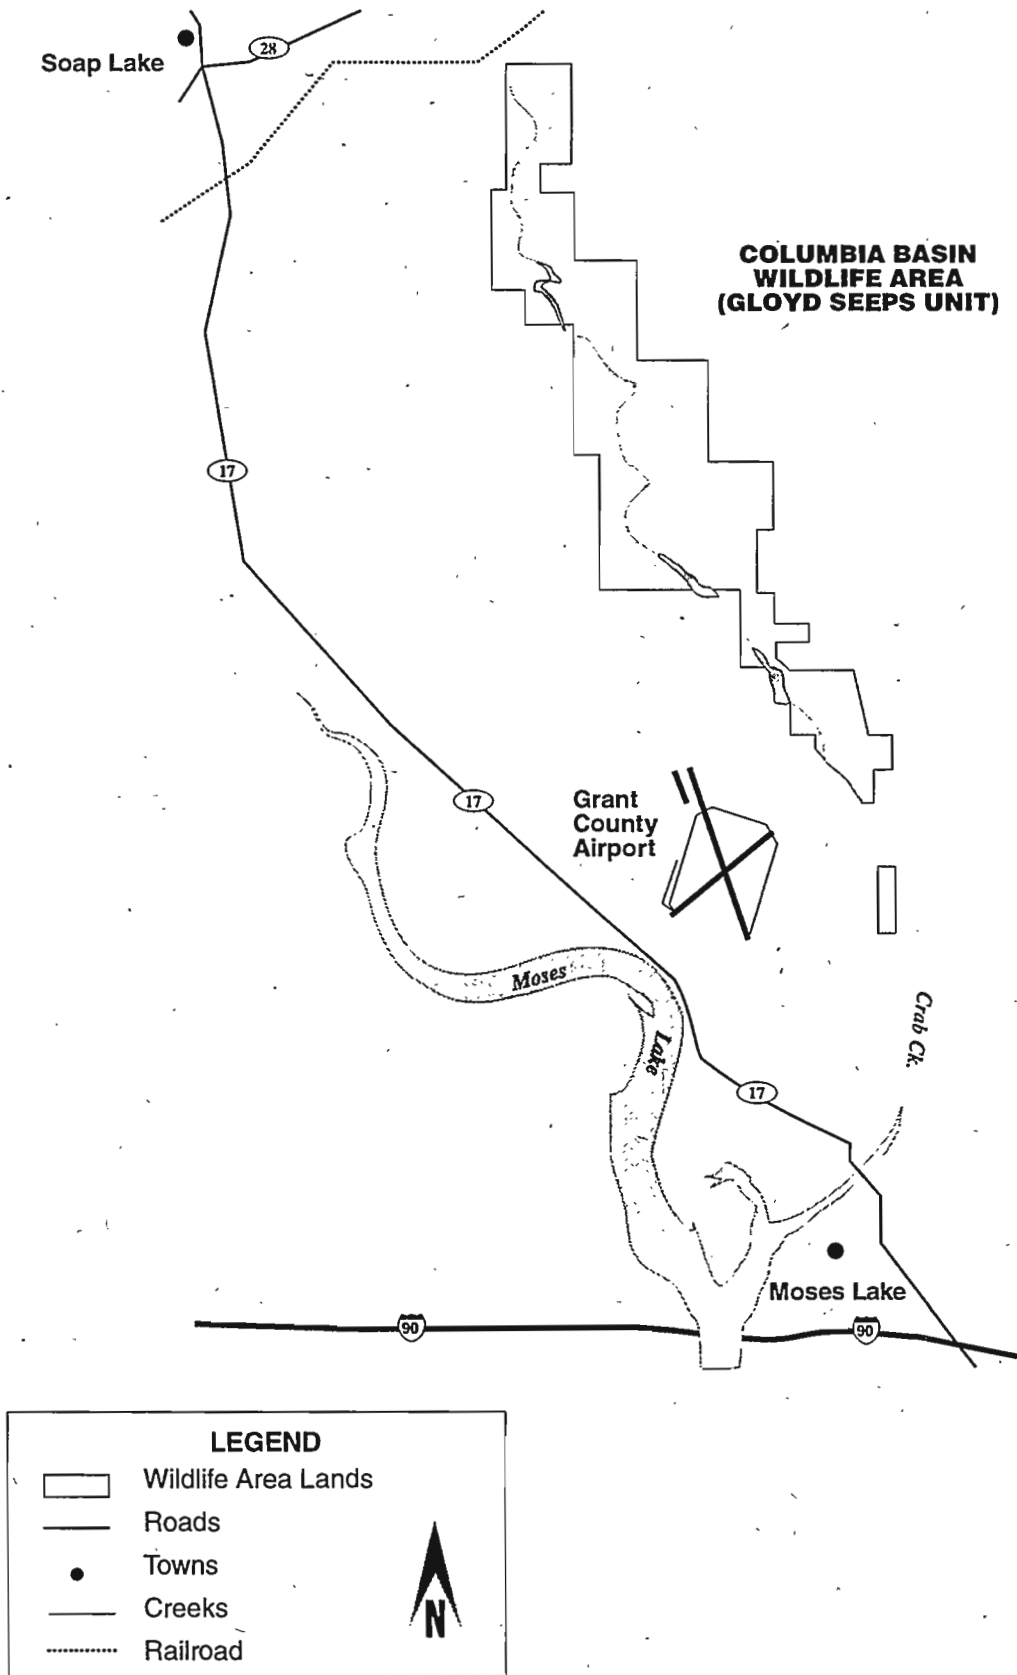 Soap Lake
28
COLUMBIA BASIN
WILDLIFE AREA
(GLOYD SEEPS UNIT)
17
17
Grant
County
Airport
Moses
Lake
Crab Ck.
17
Moses Lake
90
90
LEGEND
Wildlife Area Lands
Roads
Towns
Creeks
Railroad
N